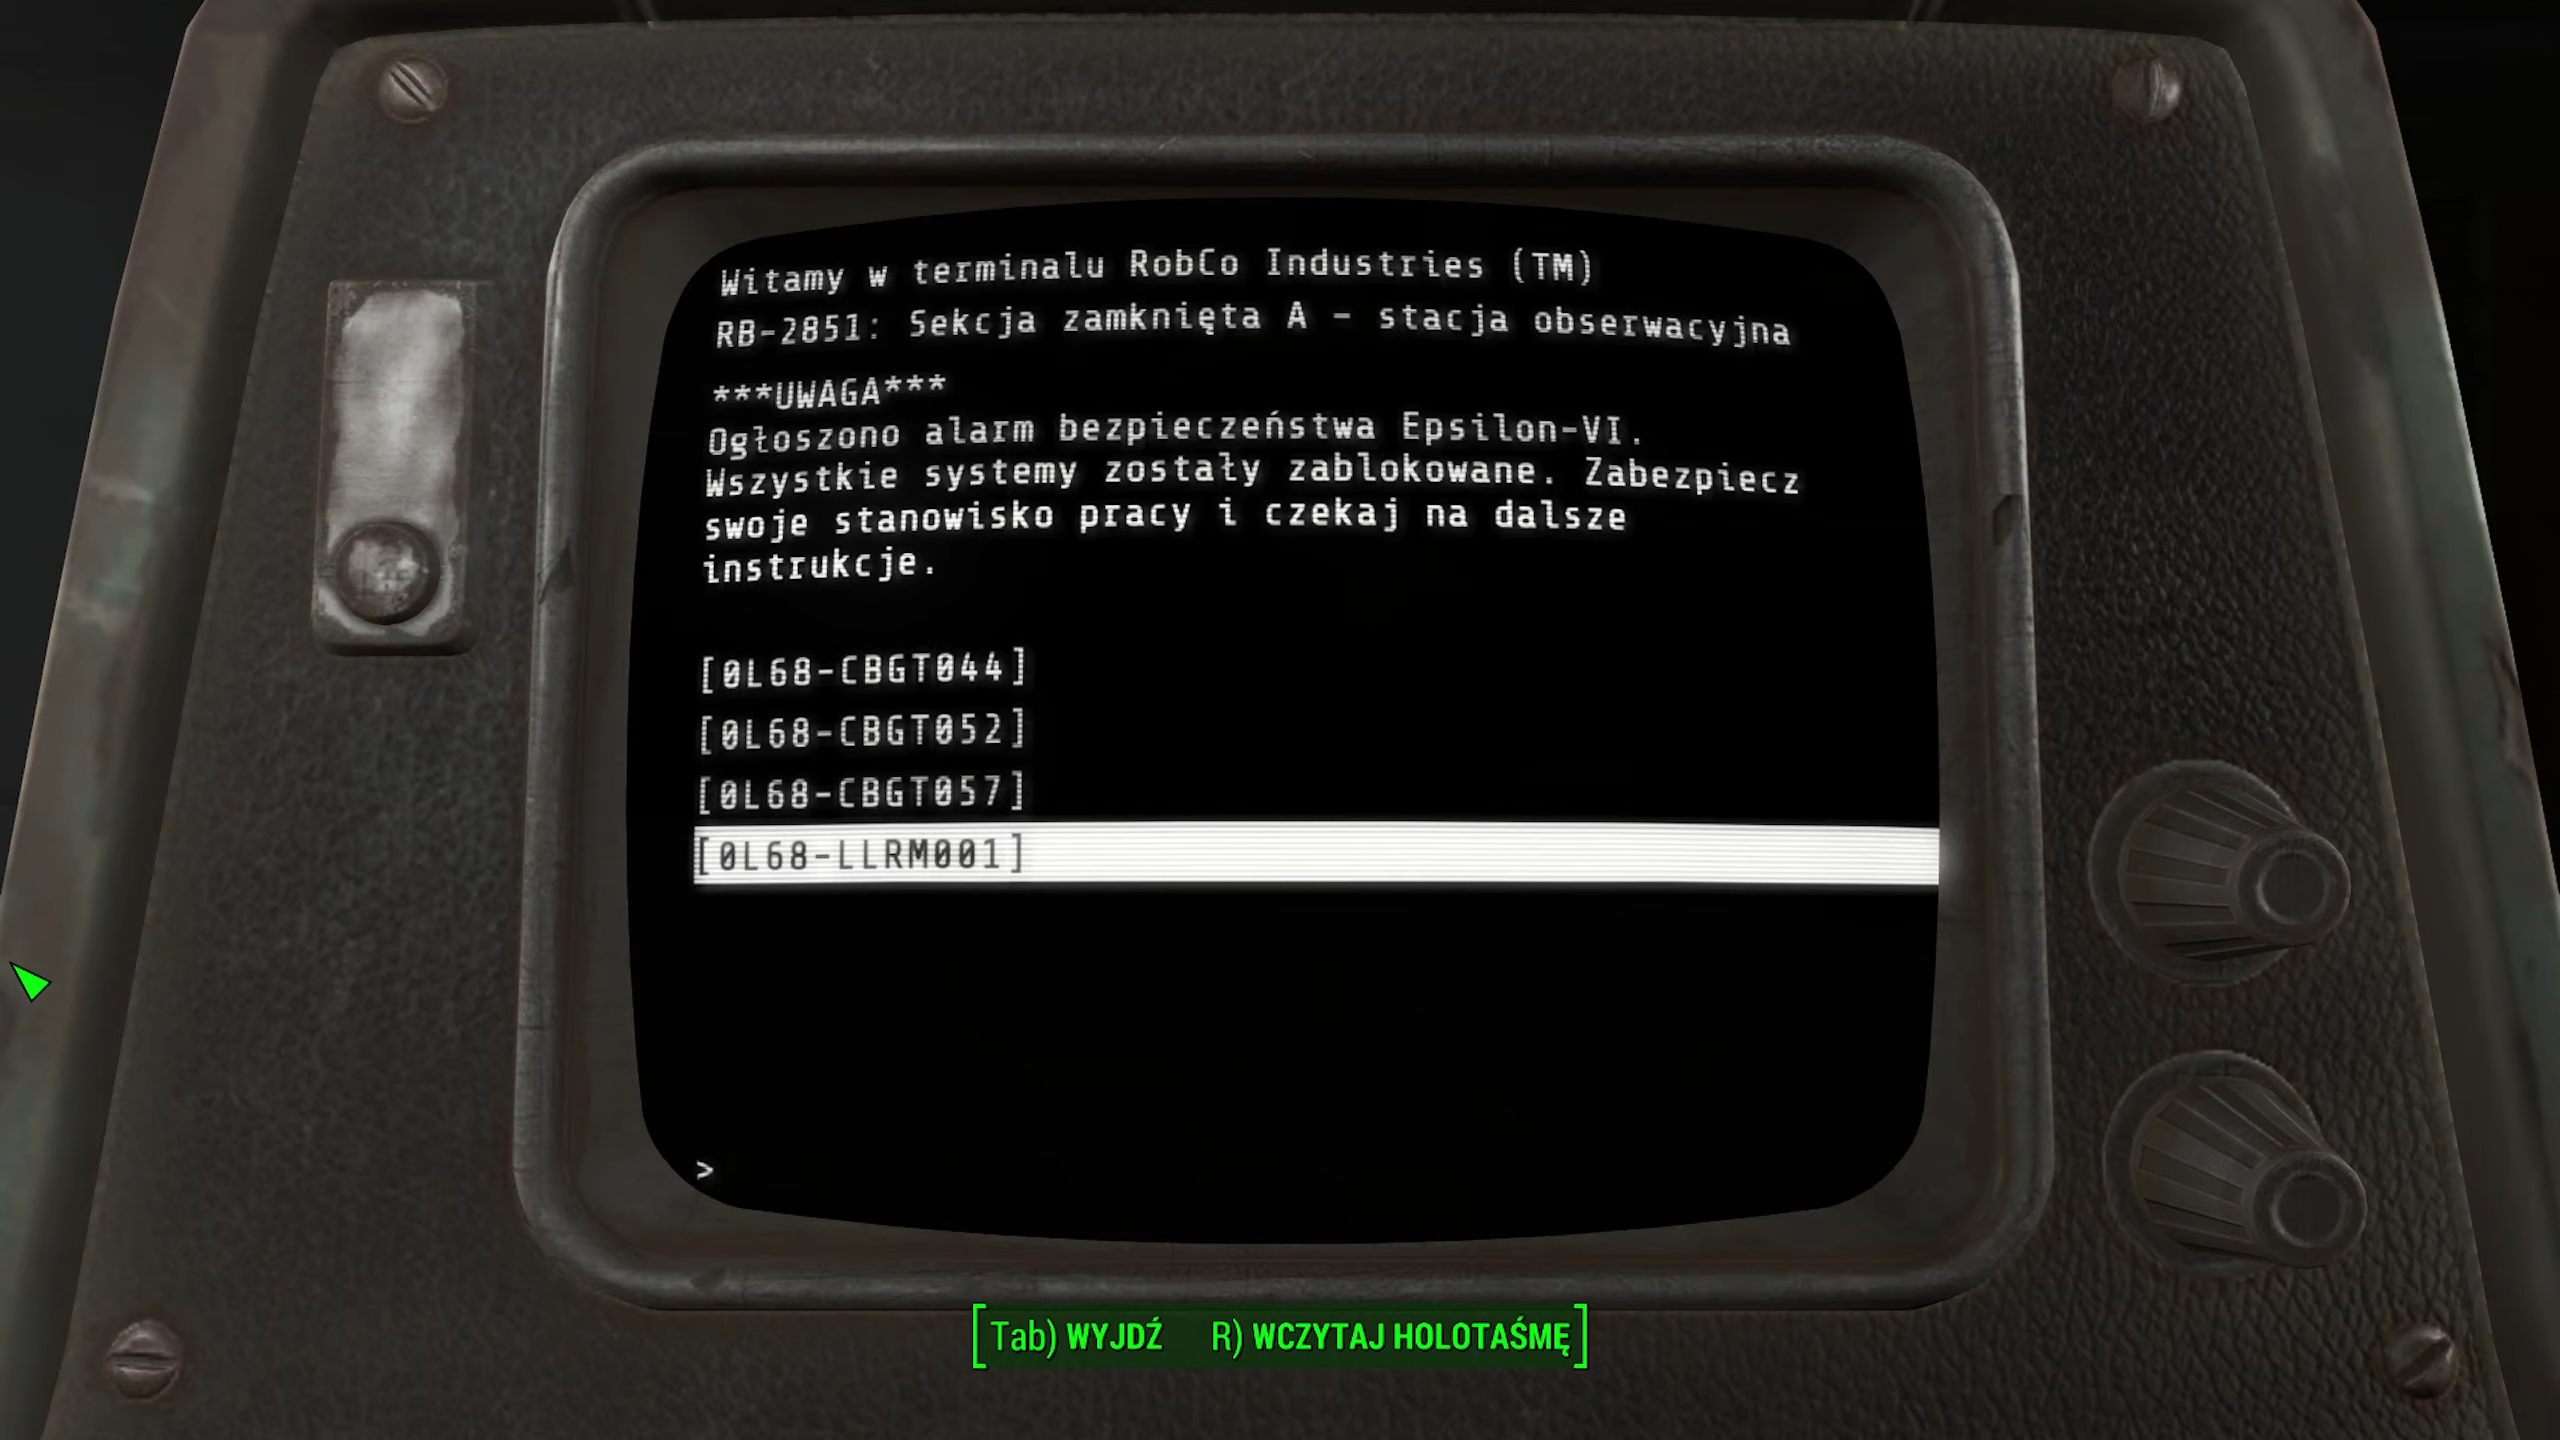 Witamy w terminalu RobCo Industries (TM)
RB-2851: Sekcja zamknięta A - stacja obserwacyjna
***UWAGA***
Ogłoszono alarm bezpieczeństwa Epsilon-VI.
Wszystkie systemy zostały zablokowane. Zabezpiecz
swoje stanowisko pracy i czekaj na dalsze
instrukcje.
[0L68-CBGT044]
[0L68-CBGT052]
[0L68-CBGT057]
[0L68-LLRM001]
>
Tab) WYJDŹ R) WCZYTAJ HOLOTAŚMĘ